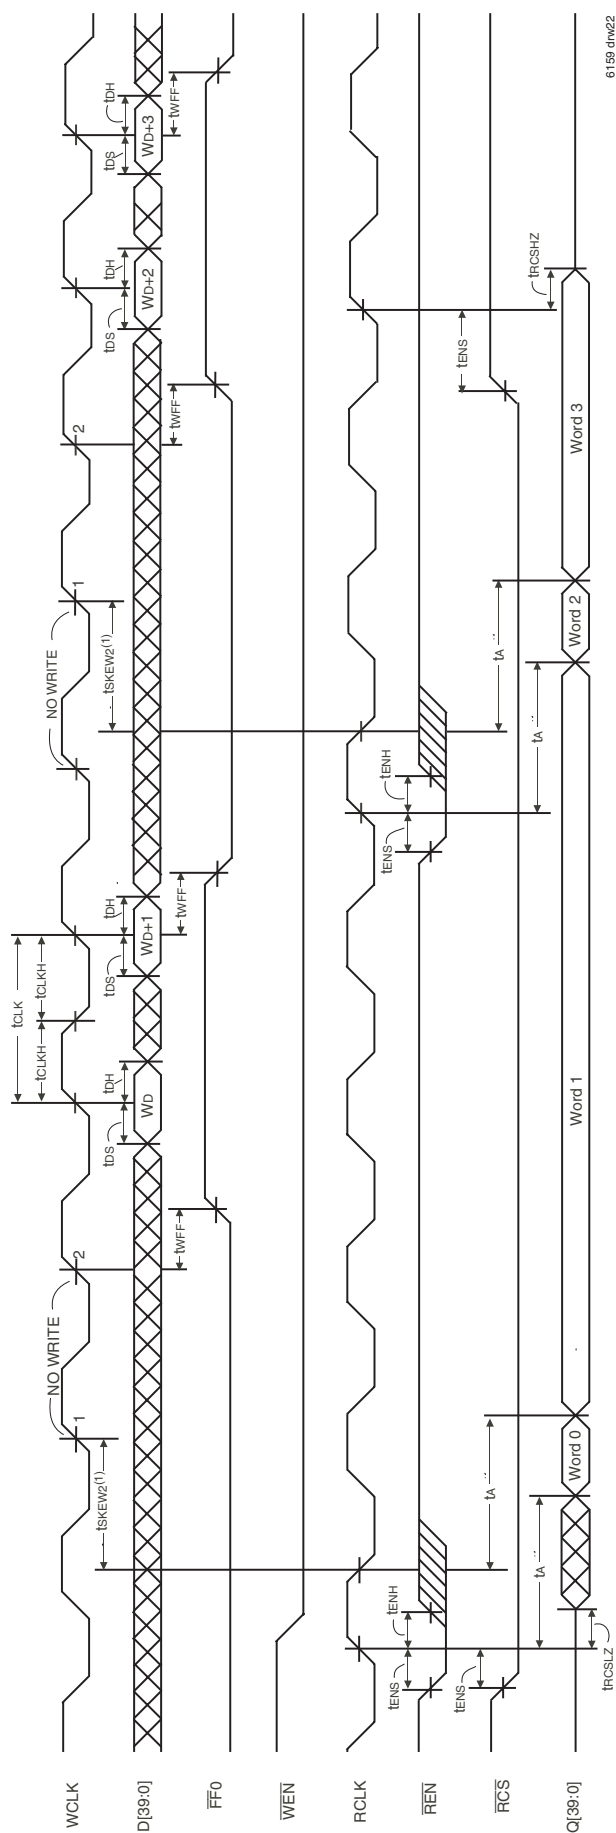 tCLK
tCLKH
tCLKH
NO WRITE
NO WRITE
WCLK
1
2
1
2
tSKEW2(1)
tDS
tDH
tDS
tDH
tSKEW2(1)
tDS
tDH
tDS
tDH
D[39:0]
WD
WD+1
WD+2
WD+3
tWFF
tWFF
tWFF
tWFF
FF0
WEN
RCLK
tENS
tENH
tENS
tENH
REN
tENS
tENS
RCS
tA
tA
tA
tA
tRCSHZ
Q[39:0]
Word 0
Word 1
Word 2
Word 3
tRCSLZ
6159 drw22